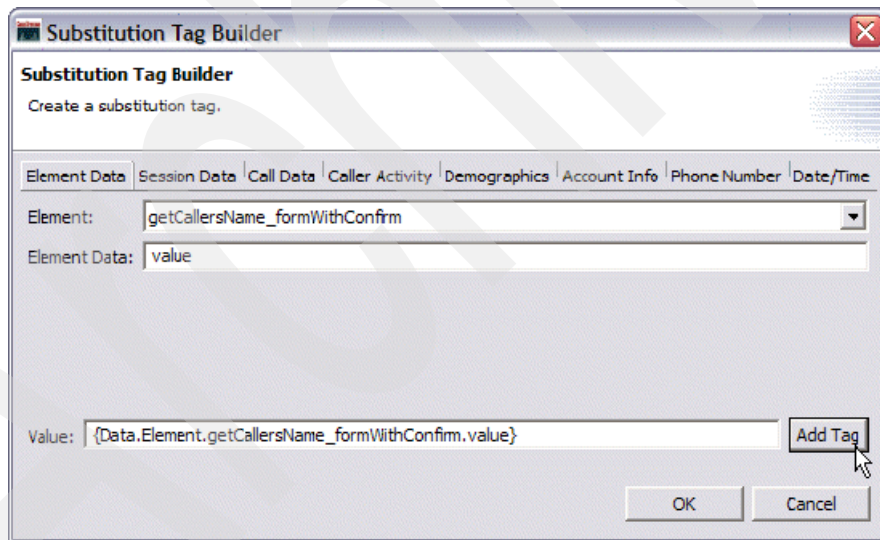 Substitution Tag Builder
Substitution Tag Builder
Create a substitution tag.
Element Data Session Data Call Data Caller Activity Demographics Account Info Phone Number Date/Time
Element: getCallersName_formWithConfirm
Element Data: value
Value: {Data.Element.getCallersName_formWithConfirm.value} Add Tag
OK Cancel